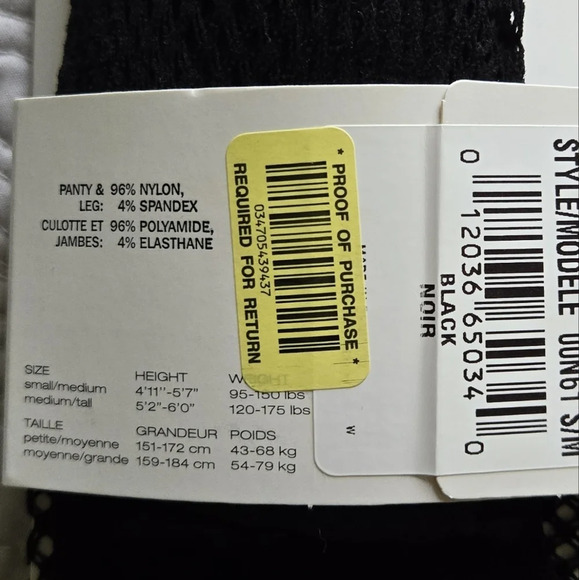 PANTY & 96% NYLON,
LEG: 4% SPANDEX
CULOTTE ET 96% POLYAMIDE,
JAMBES: 4% ELASTHANE
SIZE HEIGHT WEIGHT
small/medium 4'11"-5'7" 95-150 lbs
medium/tall 5'2"-6'0" 120-175 lbs
TAILLE GRANDEUR POIDS
petite/moyenne 151-172 cm 43-68 kg
moyenne/grande 159-184 cm 54-79 kg
* PROOF OF PURCHASE *
034705439437
REQUIRED FOR RETURN
W
STYLE/MODELE 00N61 S/M
0 12036 65034 0
BLACK
NOIR